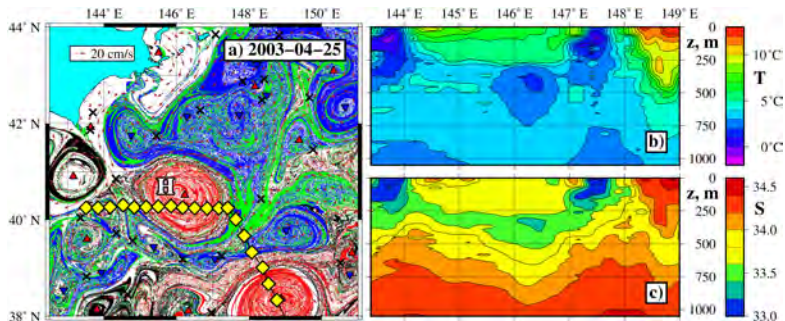 144° E 146° E 148° E 150° E
44° N
42° N
40° N
38° N
→ 20 cm/s
a) 2003-04-25
H
144°E 145°E 146°E 147°E 148°E 149°E
0
z, m
250
500
750
1000
b)
10°C
T
5°C
0°C
0
z, m
250
500
750
1000
c)
34.5
S
34.0
33.5
33.0